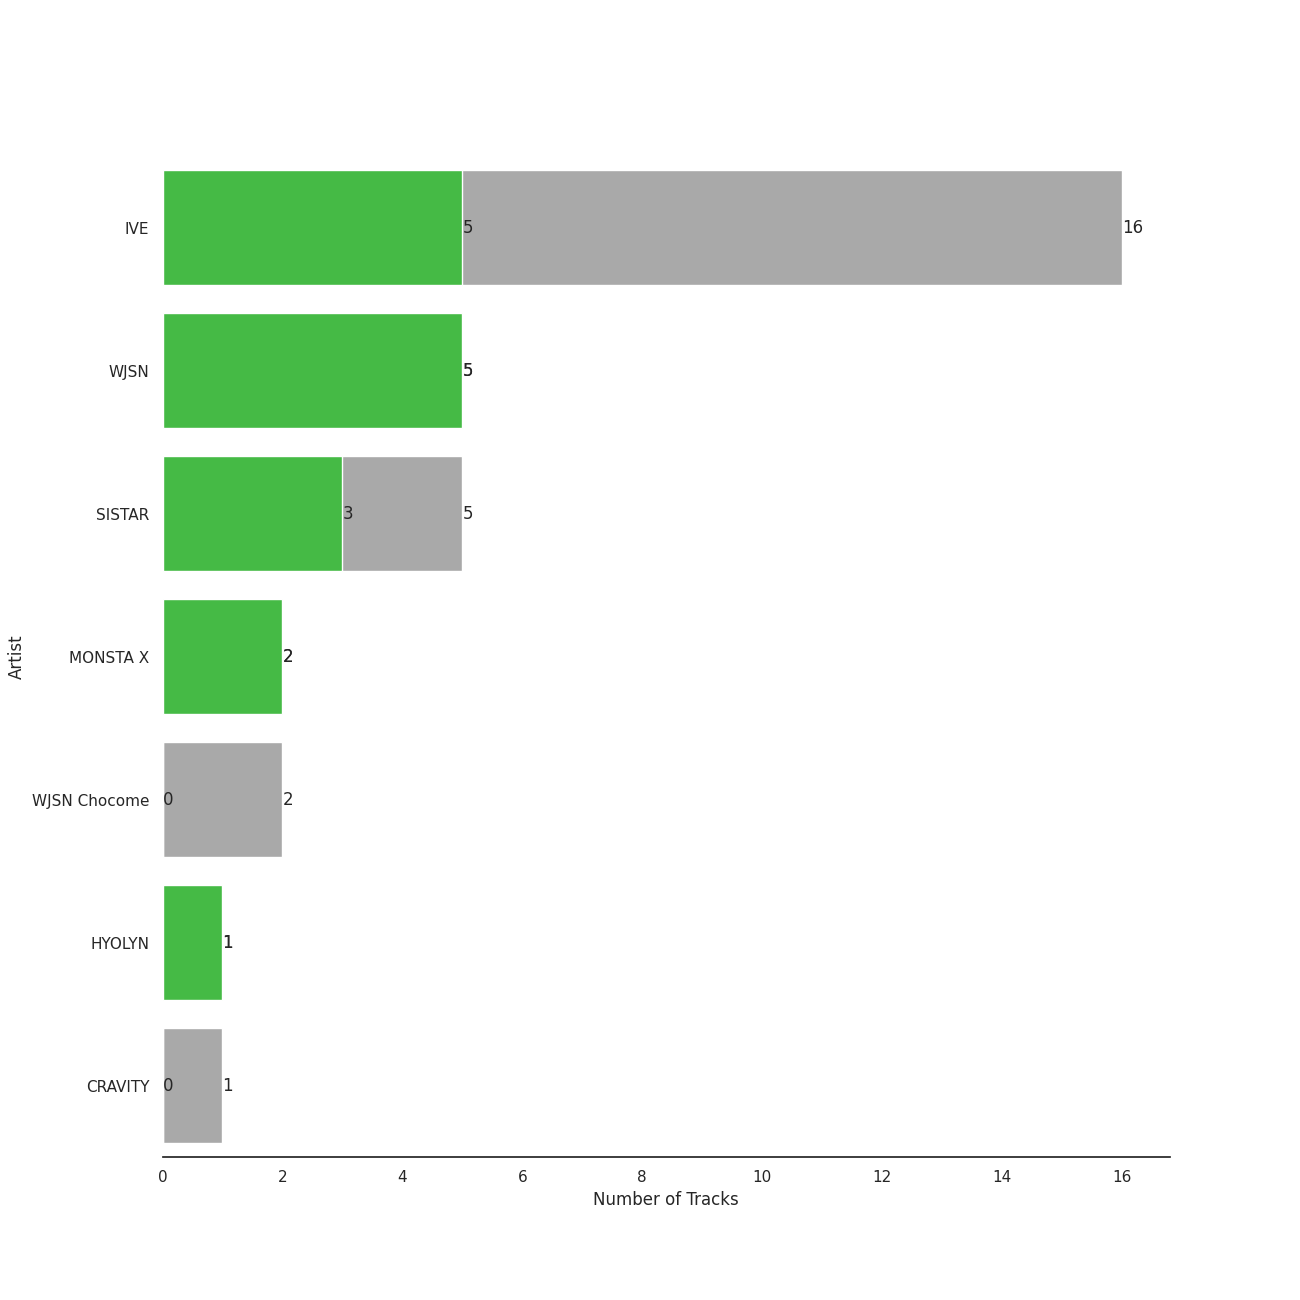 IVE
5
16
WJSN
5
SISTAR
3
5
Artist
MONSTA X
2
WJSN Chocome
0
2
HYOLYN
1
CRAVITY
0
1
0 2 4 6 8 10 12 14 16
Number of Tracks